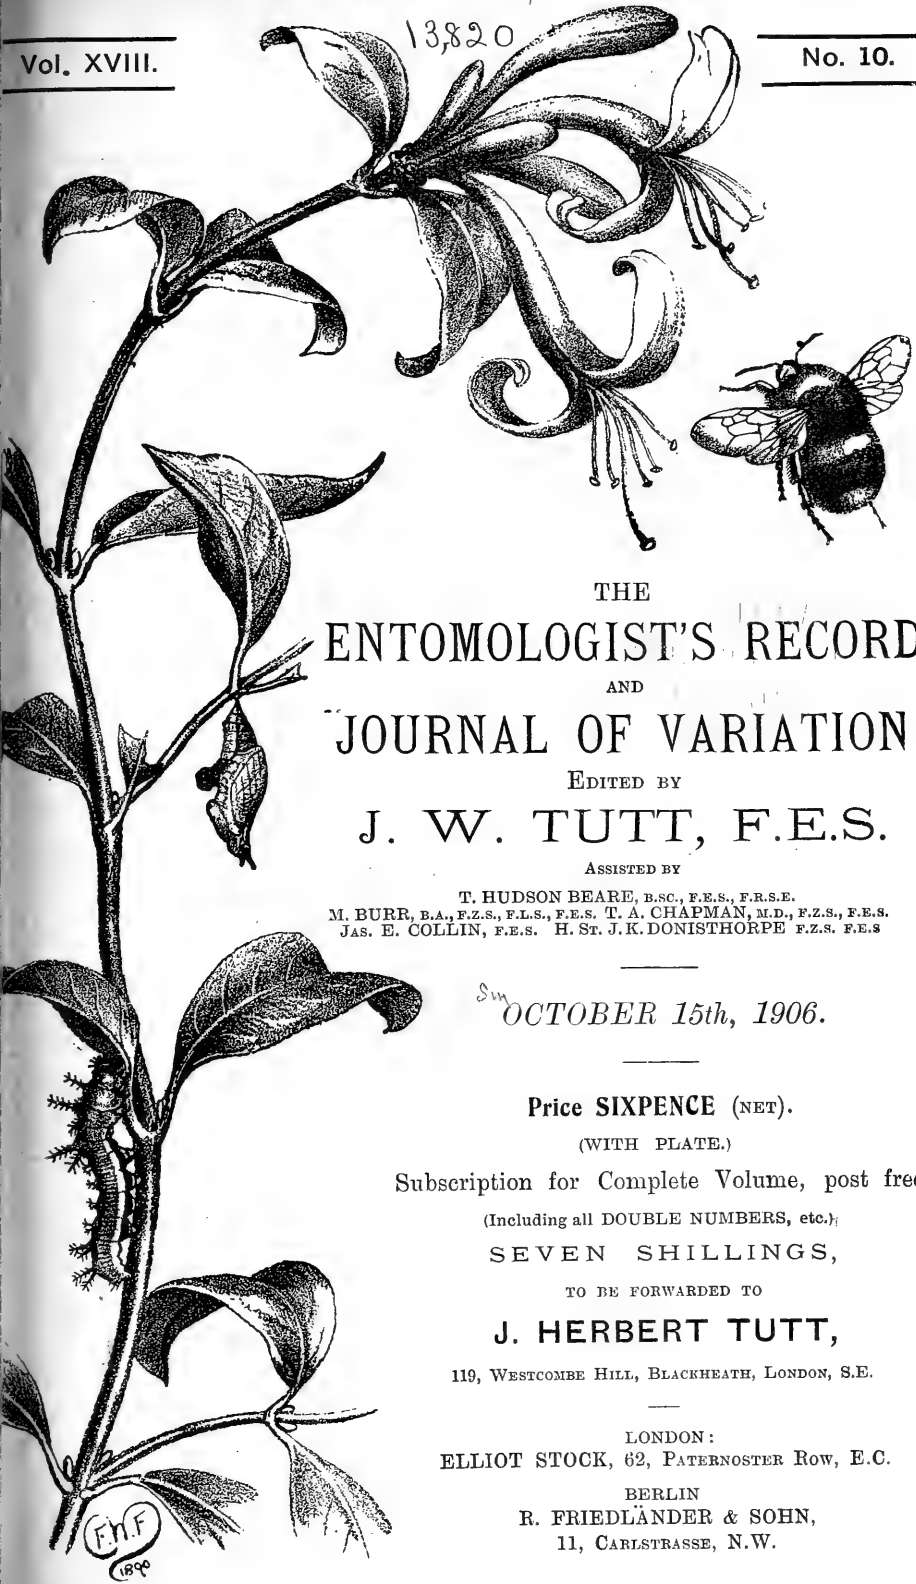 13,820
Vol. XVIII.
No. 10.
THE
ENTOMOLOGIST'S RECORD
AND
JOURNAL OF VARIATION
EDITED BY
J. W. TUTT, F.E.S.
ASSISTED BY
T. HUDSON BEARE, B.SC., F.E.S., F.R.S.E.
M. BURR, B.A., F.Z.S., F.L.S., F.E.S. T. A. CHAPMAN, M.D., F.Z.S., F.E.S.
JAS. E. COLLIN, F.E.S. H. ST. J. K. DONISTHORPE F.Z.S. F.E.S
OCTOBER 15th, 1906.
Price SIXPENCE (NET).
(WITH PLATE.)
Subscription for Complete Volume, post free
(Including all DOUBLE NUMBERS, etc.),
SEVEN SHILLINGS,
TO BE FORWARDED TO
J. HERBERT TUTT,
119, WESTCOMBE HILL, BLACKHEATH, LONDON, S.E.
LONDON:
ELLIOT STOCK, 62, PATERNOSTER ROW, E.C.
BERLIN
R. FRIEDLÄNDER & SOHN,
11, CARLSTRASSE, N.W.
F.W.F
1890